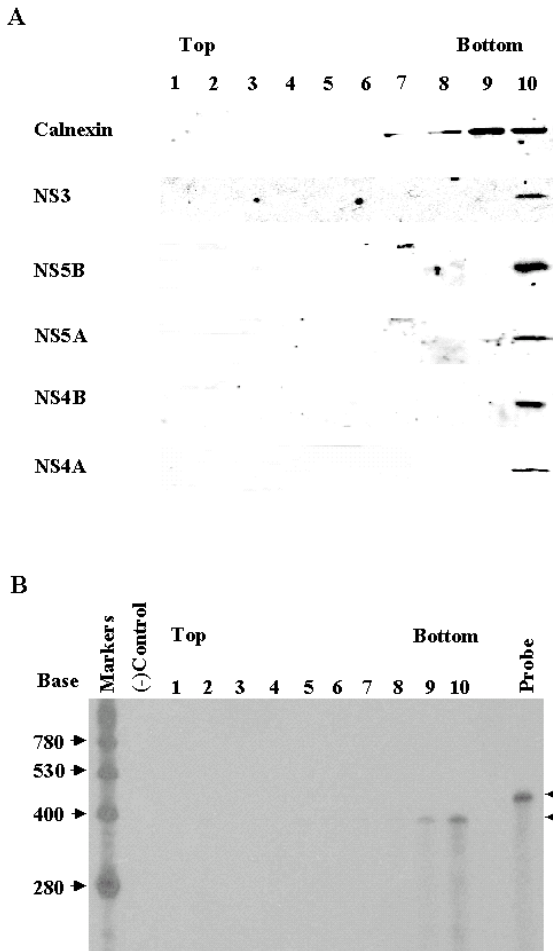 A
Top Bottom
1 2 3 4 5 6 7 8 9 10
Calnexin
NS3
NS5B
NS5A
NS4B
NS4A
B
Markers
(-)Control
Top Bottom
Probe
Base 1 2 3 4 5 6 7 8 9 10
780
530
400
280